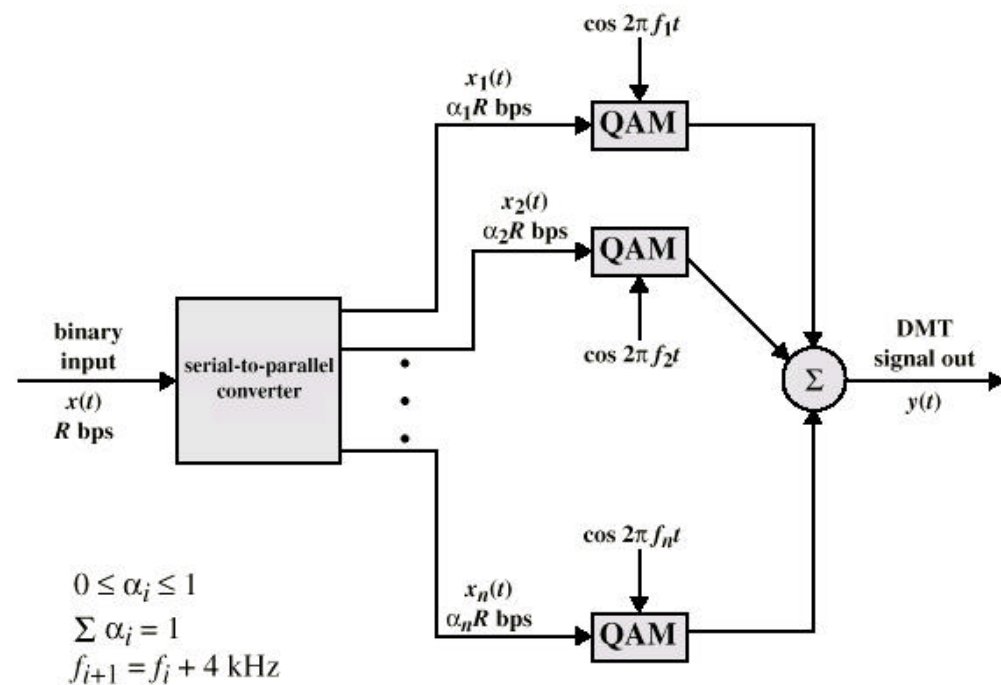 cos 2π f₁t
x₁(t)
α₁R bps
QAM
x₂(t)
α₂R bps
QAM
cos 2π f₂t
binary
input
x(t)
R bps
serial-to-parallel
converter
Σ
DMT
signal out
y(t)
cos 2π fₙt
xₙ(t)
αₙR bps
QAM
0 ≤ αᵢ ≤ 1
Σ αᵢ = 1
fᵢ₊₁ = fᵢ + 4 kHz